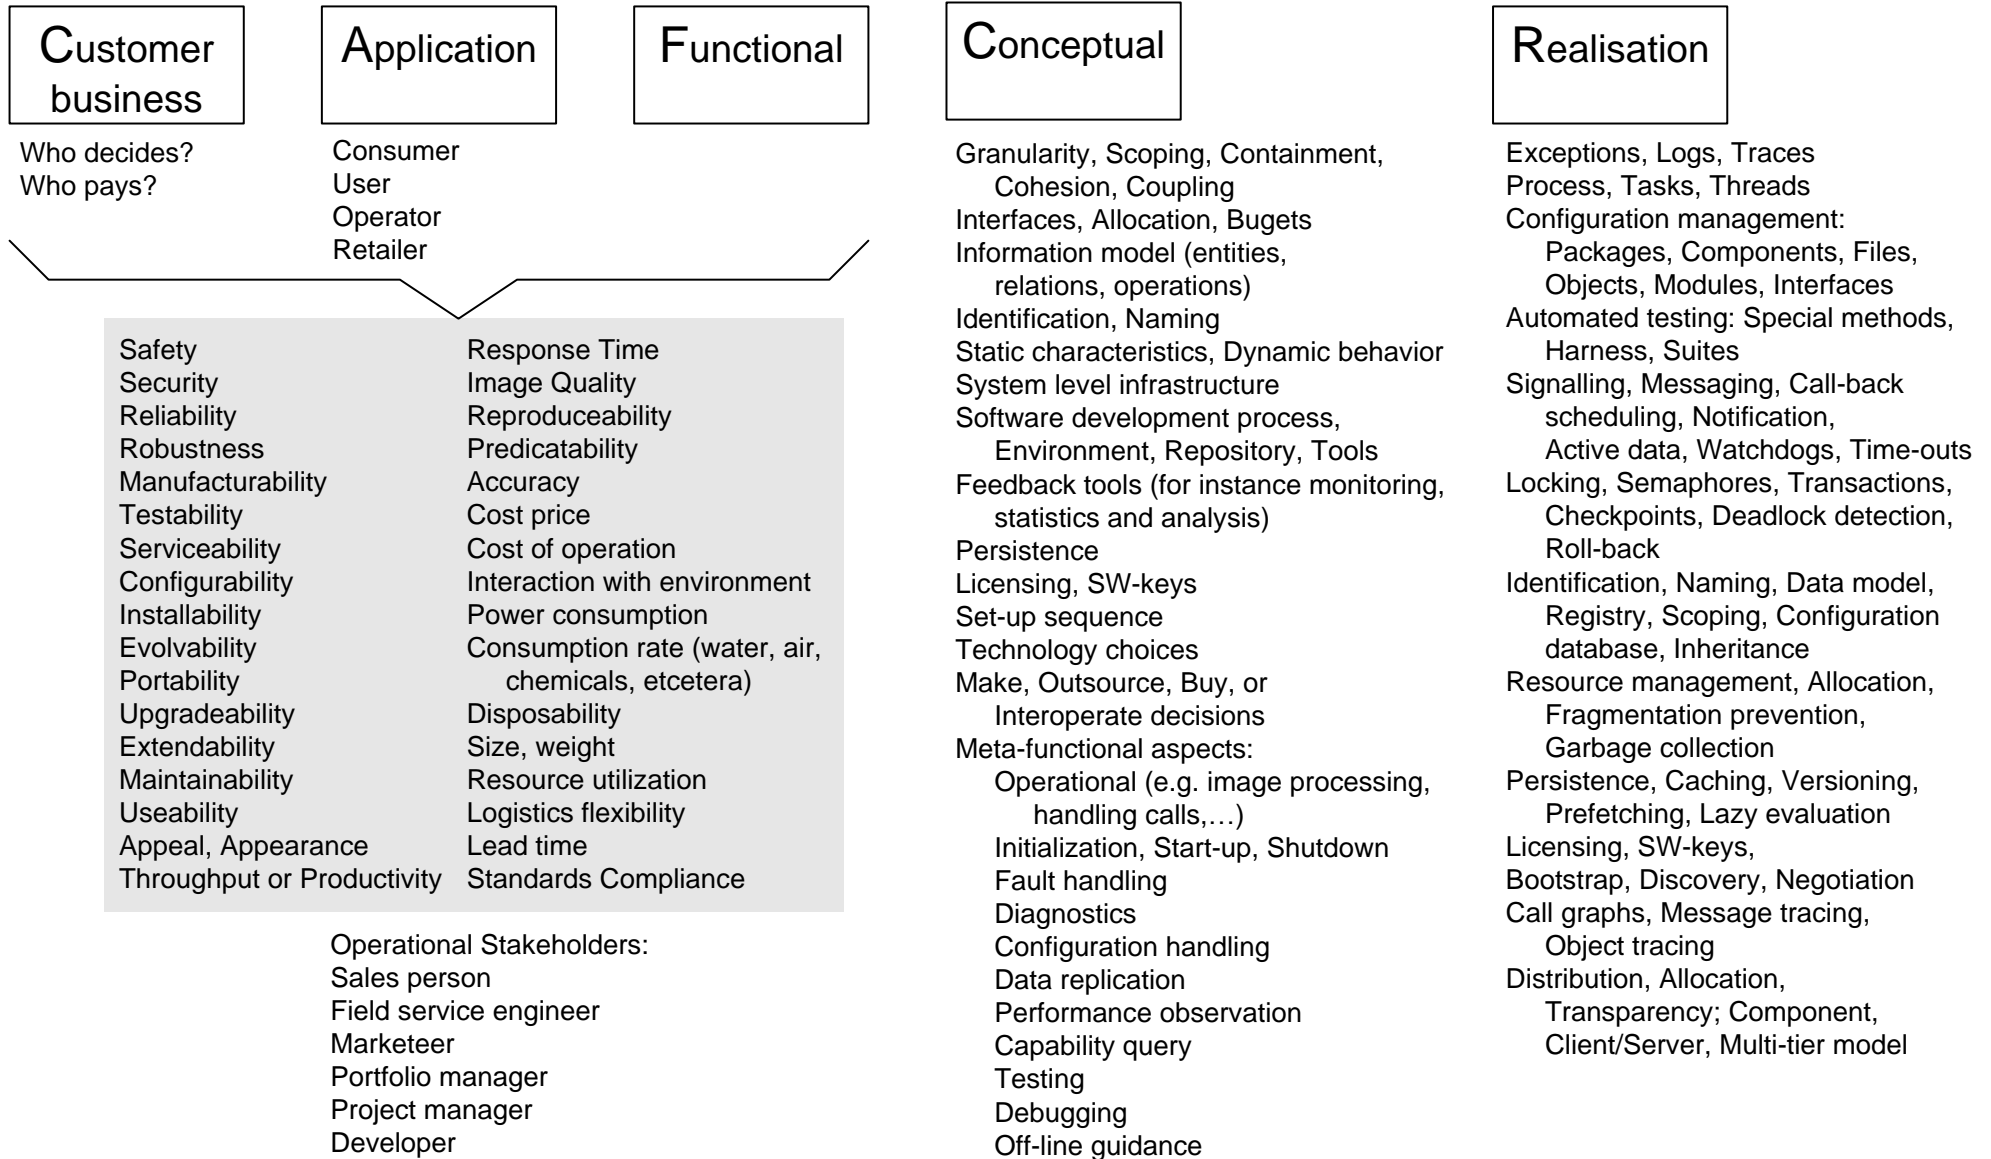 Customer
business
Application
Functional
Conceptual
Realisation
Who decides?
Who pays?
Consumer
User
Operator
Retailer
Safety
Security
Reliability
Robustness
Manufacturability
Testability
Serviceability
Configurability
Installability
Evolvability
Portability
Upgradeability
Extendability
Maintainability
Useability
Appeal, Appearance
Throughput or Productivity
Response Time
Image Quality
Reproduceability
Predicatability
Accuracy
Cost price
Cost of operation
Interaction with environment
Power consumption
Consumption rate (water, air,
chemicals, etcetera)
Disposability
Size, weight
Resource utilization
Logistics flexibility
Lead time
Standards Compliance
Operational Stakeholders:
Sales person
Field service engineer
Marketeer
Portfolio manager
Project manager
Developer
Granularity, Scoping, Containment,
Cohesion, Coupling
Interfaces, Allocation, Bugets
Information model (entities,
relations, operations)
Identification, Naming
Static characteristics, Dynamic behavior
System level infrastructure
Software development process,
Environment, Repository, Tools
Feedback tools (for instance monitoring,
statistics and analysis)
Persistence
Licensing, SW-keys
Set-up sequence
Technology choices
Make, Outsource, Buy, or
Interoperate decisions
Meta-functional aspects:
Operational (e.g. image processing,
handling calls,…)
Initialization, Start-up, Shutdown
Fault handling
Diagnostics
Configuration handling
Data replication
Performance observation
Capability query
Testing
Debugging
Off-line guidance
Exceptions, Logs, Traces
Process, Tasks, Threads
Configuration management:
Packages, Components, Files,
Objects, Modules, Interfaces
Automated testing: Special methods,
Harness, Suites
Signalling, Messaging, Call-back
scheduling, Notification,
Active data, Watchdogs, Time-outs
Locking, Semaphores, Transactions,
Checkpoints, Deadlock detection,
Roll-back
Identification, Naming, Data model,
Registry, Scoping, Configuration
database, Inheritance
Resource management, Allocation,
Fragmentation prevention,
Garbage collection
Persistence, Caching, Versioning,
Prefetching, Lazy evaluation
Licensing, SW-keys,
Bootstrap, Discovery, Negotiation
Call graphs, Message tracing,
Object tracing
Distribution, Allocation,
Transparency; Component,
Client/Server, Multi-tier model